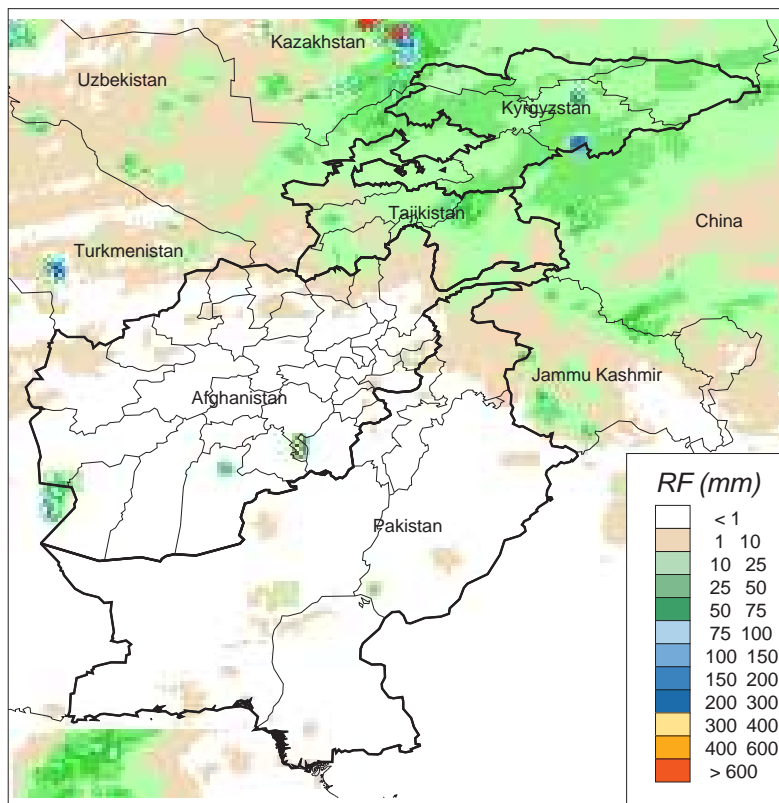 Kazakhstan
Uzbekistan
Kyrgyzstan
Tajikistan
China
Turkmenistan
Jammu Kashmir
Afghanistan
Pakistan
RF (mm)
< 1
1 10
10 25
25 50
50 75
75 100
100 150
150 200
200 300
300 400
400 600
> 600